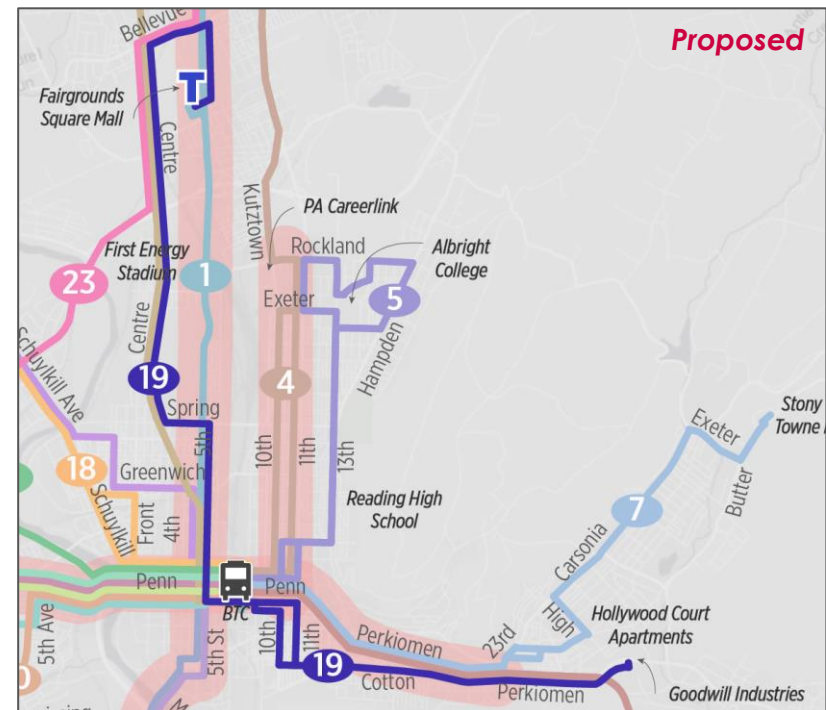 Proposed
Bellevue
T
Fairgrounds
Square Mall
Centre
Kutztown
PA Careerlink
Rockland
Albright
College
First Energy
Stadium
1
23
Exeter
5
Hampden
Centre
Schuylkill Ave
19
4
Spring
5th
10th
11th
13th
Greenwich
18
Schuylkill
Front
4th
Reading High
School
Exeter
Stony
Towne
Butter
7
Carsonia
Penn
BTC
Penn
5th Ave
5th St
10th
11th
Perkiomen
23rd
High
Hollywood Court
Apartments
19
Cotton
Perkiomen
Goodwill Industries